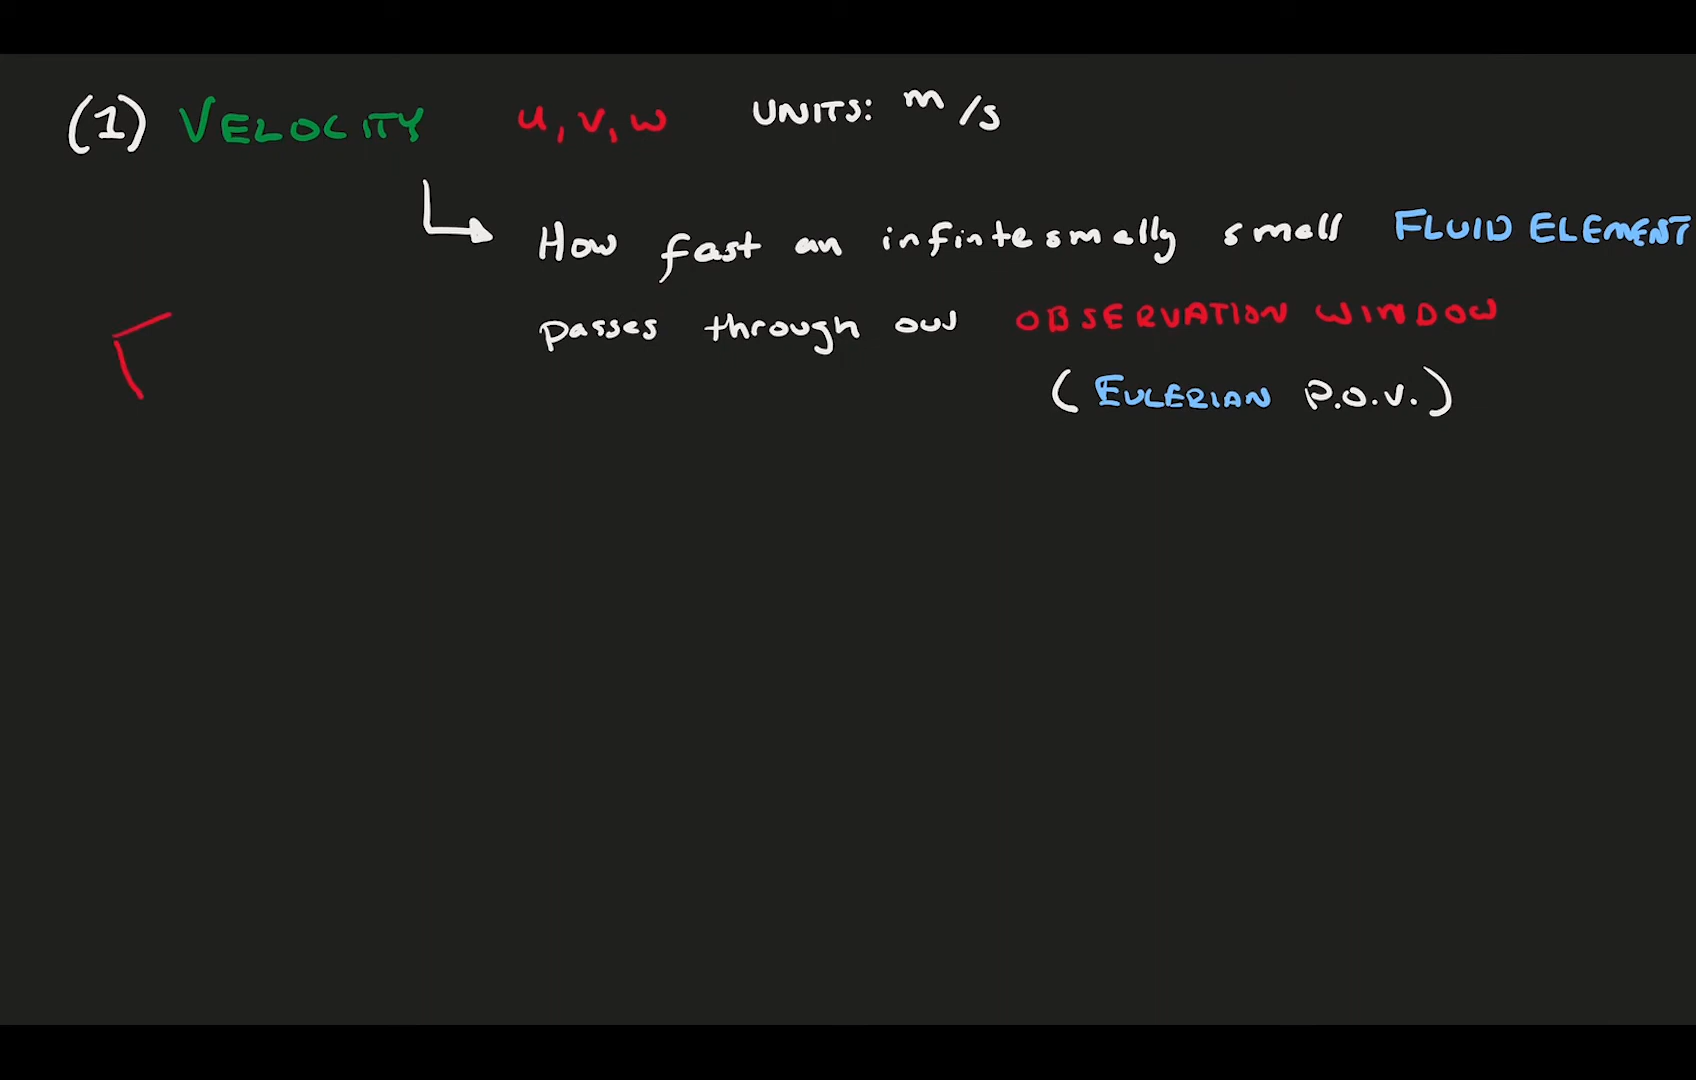 (1) VELOCITY u, v, w UNITS: m/s
How fast an infintesmally small FLUID ELEMENT
passes through our OBSERVATION WINDOW
(EULERIAN P.O.V.)